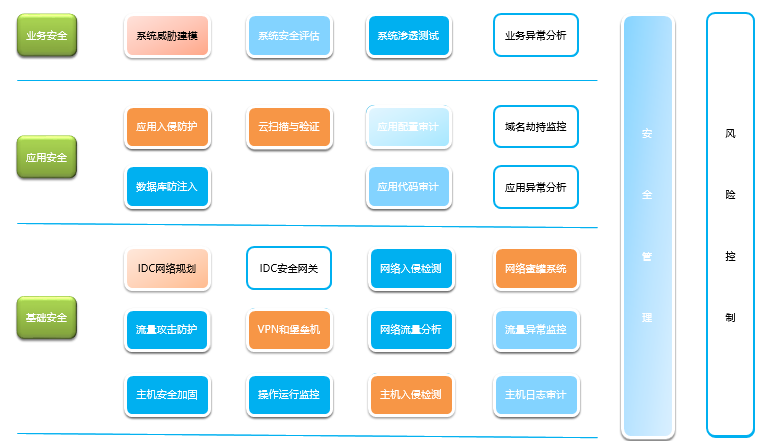 业务安全
系统威胁建模
系统安全评估
系统渗透测试
业务异常分析
应用安全
应用入侵防护
云扫描与验证
应用配置审计
域名劫持监控
数据库防注入
应用代码审计
应用异常分析
基础安全
IDC网络规划
IDC安全网关
网络入侵检测
网络蜜罐系统
流量攻击防护
VPN和堡垒机
网络流量分析
流量异常监控
主机安全加固
操作运行监控
主机入侵检测
主机日志审计
安全管理
风险控制